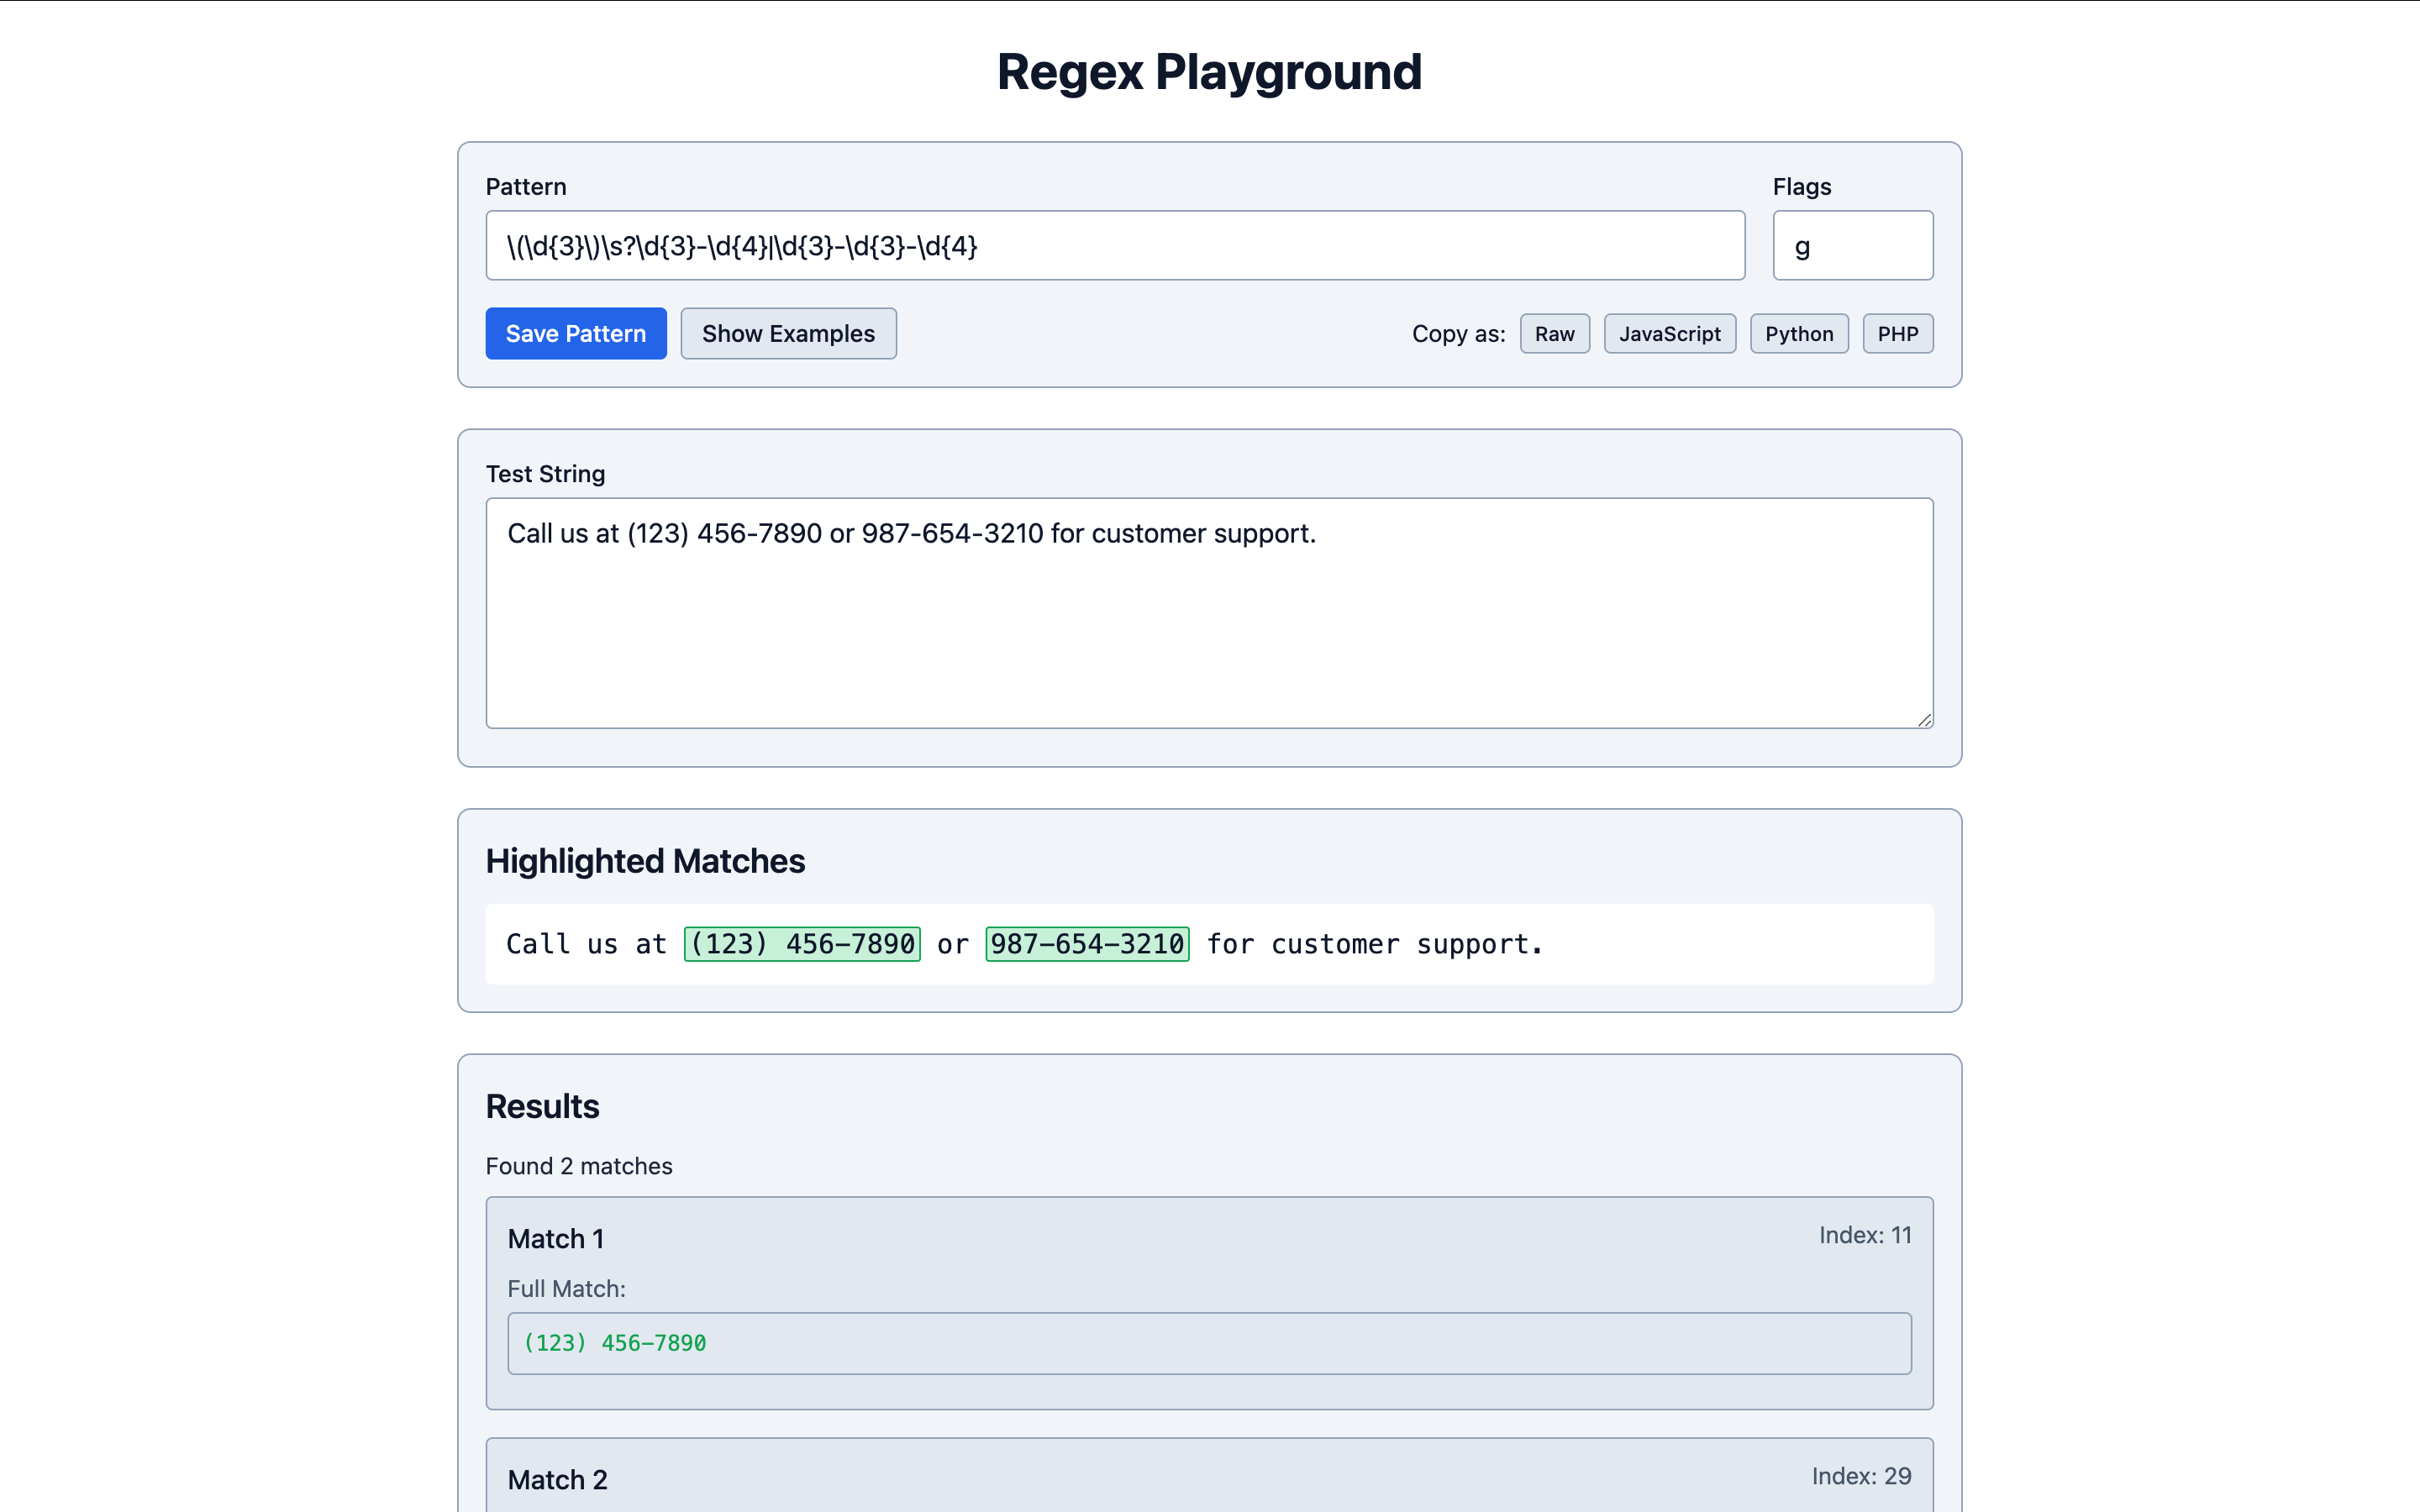 Regex Playground
Pattern
Flags
\(\d{3}\)\s?\d{3}-\d{4}|\d{3}-\d{3}-\d{4}
g
Save Pattern
Show Examples
Copy as:
Raw
JavaScript
Python
PHP
Test String
Call us at (123) 456-7890 or 987-654-3210 for customer support.
Highlighted Matches
Call us at (123) 456-7890 or 987-654-3210 for customer support.
Results
Found 2 matches
Match 1
Index: 11
Full Match:
(123) 456-7890
Match 2
Index: 29